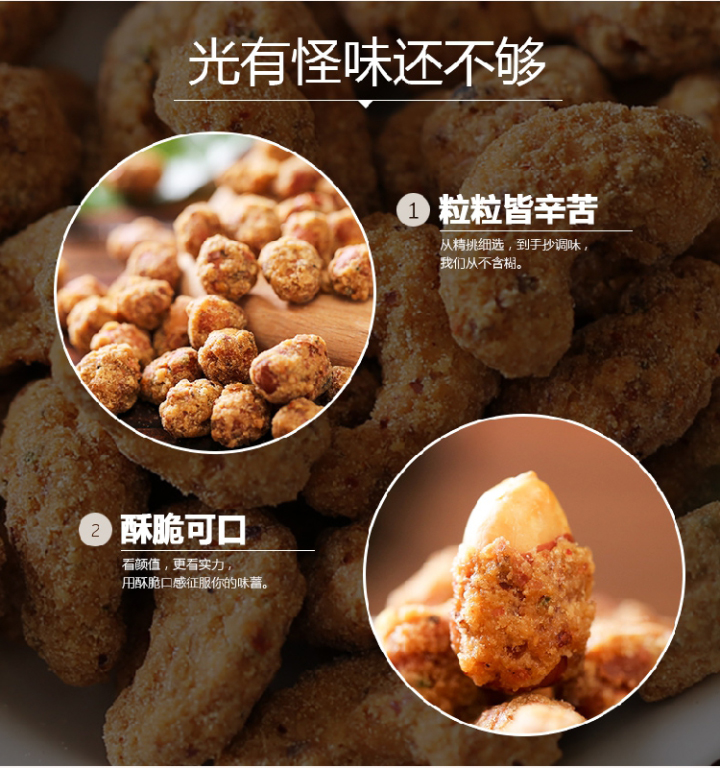 光有怪味还不够
1 粒粒皆辛苦
从精挑细选，到手抄调味，
我们从不含糊。
2 酥脆可口
看颜值，更看实力，
用酥脆口感征服你的味蕾。